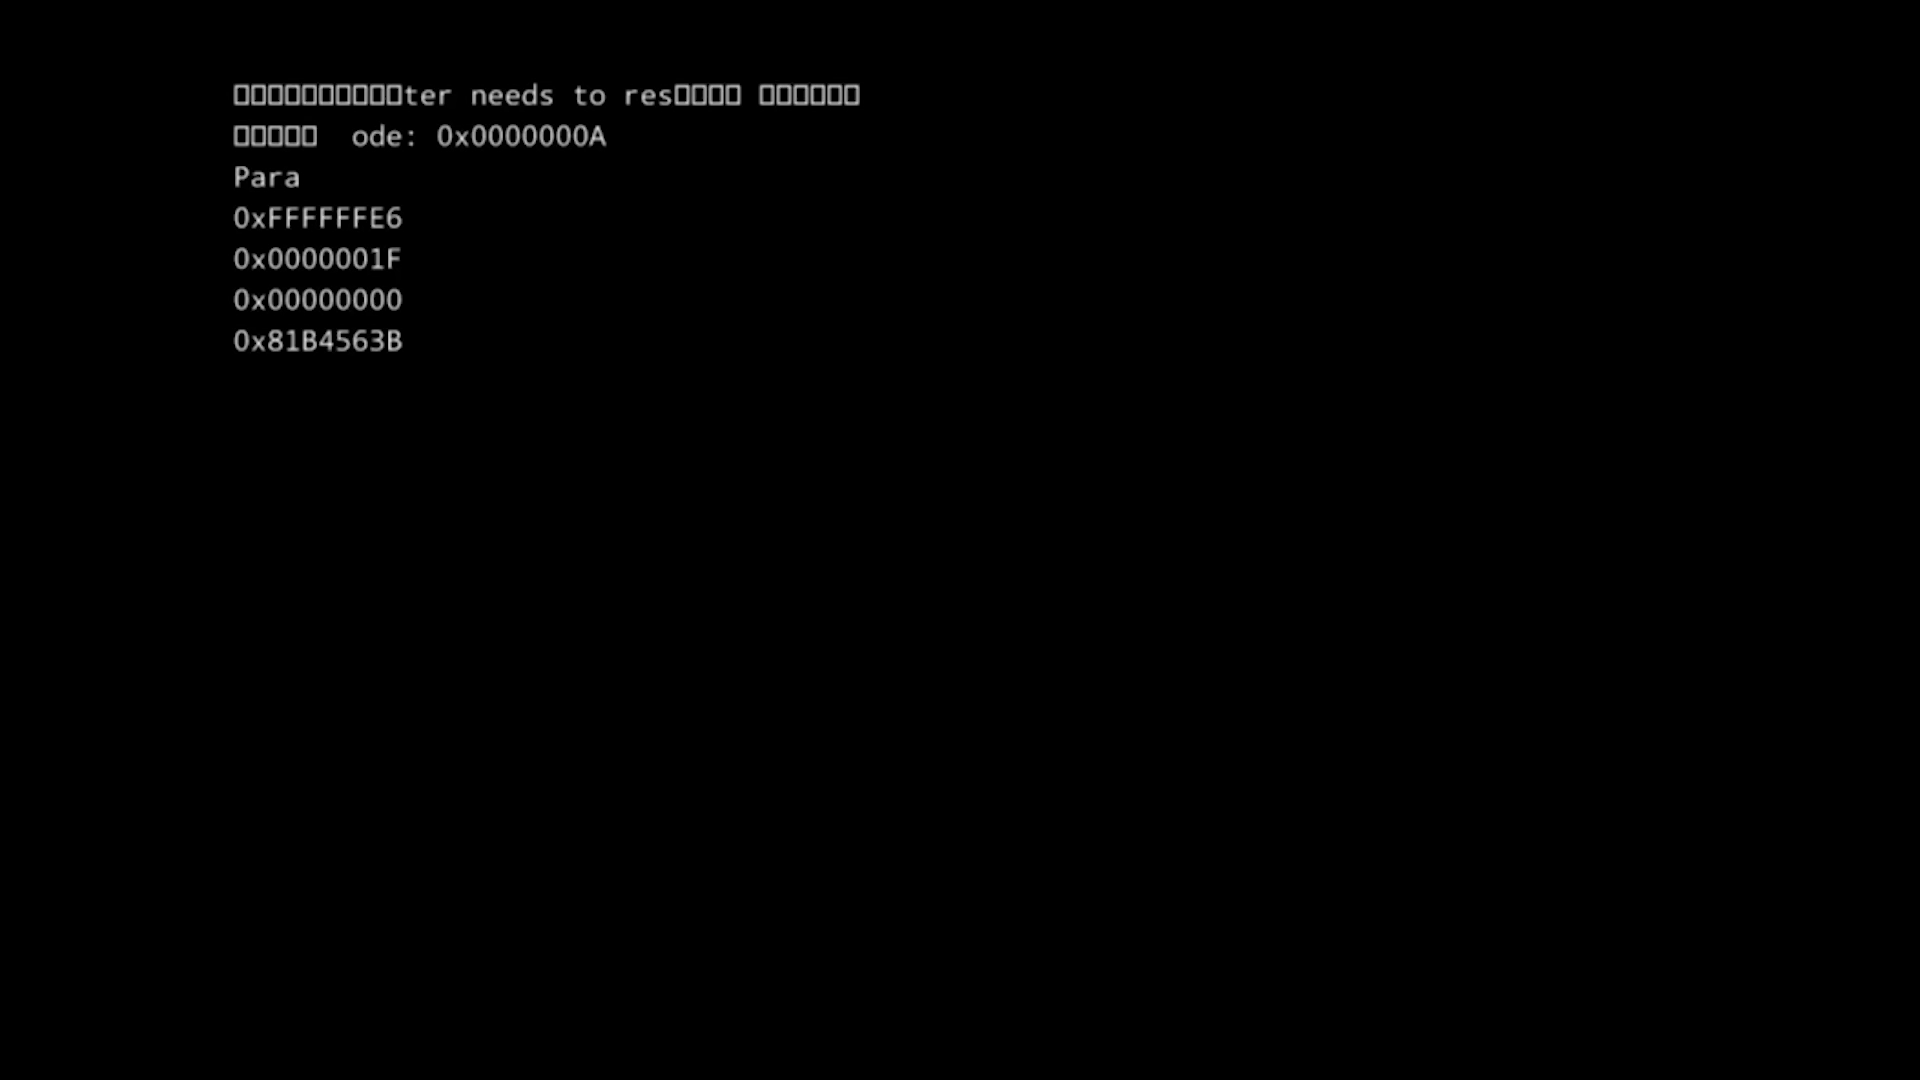 ▯▯▯▯▯▯▯▯▯▯ter needs to res▯▯▯▯ ▯▯▯▯▯▯
▯▯▯▯▯  ode: 0x0000000A
Para
0xFFFFFFE6
0x0000001F
0x00000000
0x81B4563B